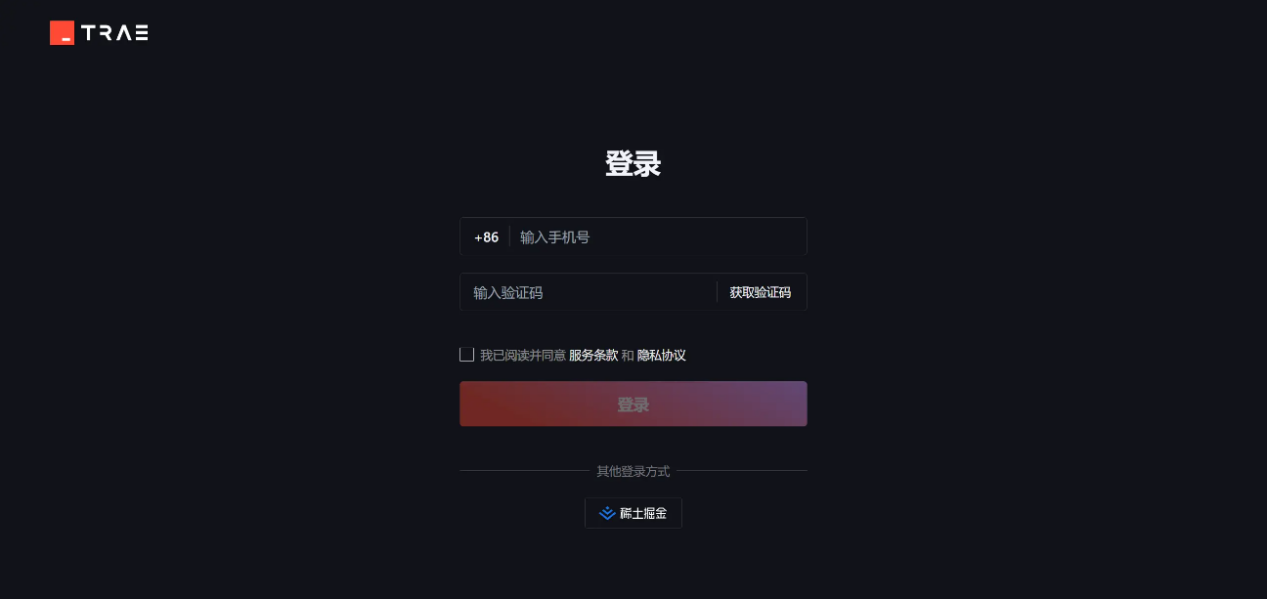 TRAE
登录
+86 输入手机号
输入验证码 获取验证码
我已阅读并同意 服务条款 和 隐私协议
登录
其他登录方式
稀土掘金